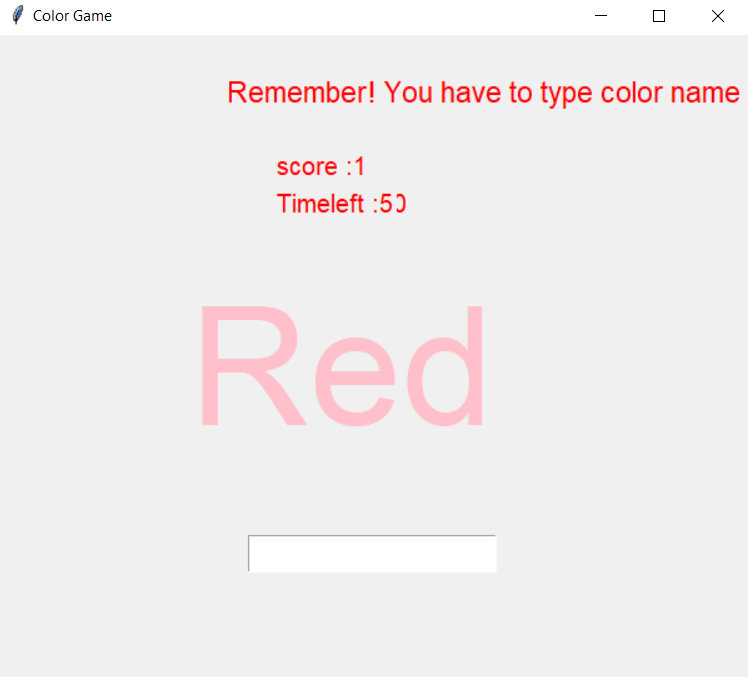 Color Game
Remember! You have to type color name
score :1
Timeleft :50
Red